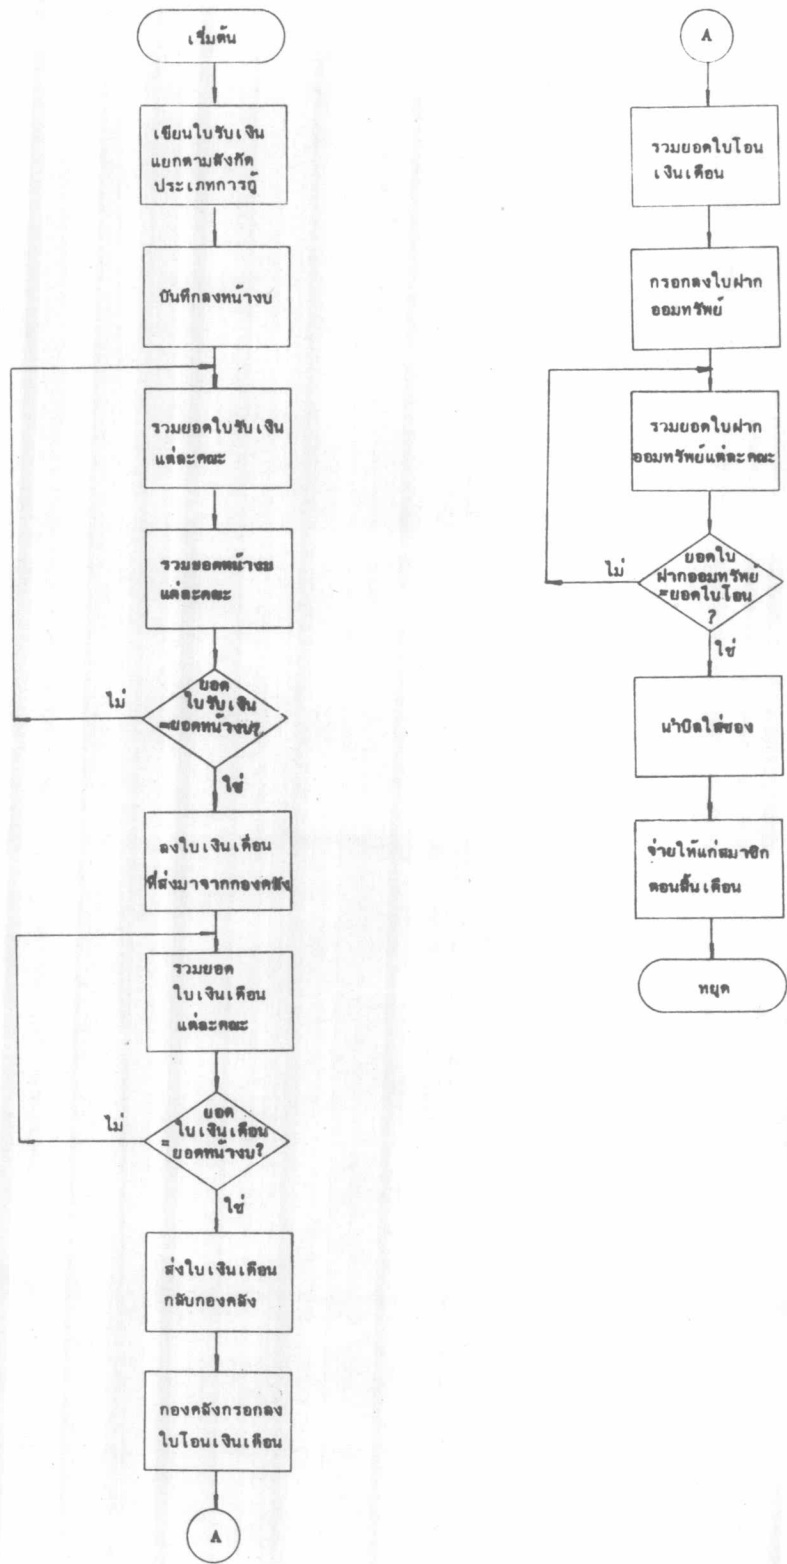 เริ่มต้น
เขียนใบรับเงิน
แยกตามสังกัด
ประเภทการกู้
บันทึกลงหน้างบ
รวมยอดใบรับเงิน
แต่ละคณะ
รวมยอดหน้างบ
แต่ละคณะ
ยอด
ใบรับเงิน
=ยอดหน้างบ?
ไม่
ใช่
ลงใบเงินเดือน
ที่ส่งมาจากกองคลัง
รวมยอด
ใบเงินเดือน
แต่ละคณะ
ยอด
ใบเงินเดือน
= ยอดหน้างบ?
ไม่
ใช่
ส่งใบเงินเดือน
กลับกองคลัง
กองคลังกรอกลง
ใบโอนเงินเดือน
A
A
รวมยอดใบโอน
เงินเดือน
กรอกลงใบฝาก
ออมทรัพย์
รวมยอดใบฝาก
ออมทรัพย์แต่ละคณะ
ยอดใบ
ฝากออมทรัพย์
=ยอดใบโอน
?
ไม่
ใช่
นำบิลใส่ซอง
จ่ายให้แก่สมาชิก
ตอนสิ้นเดือน
หยุด